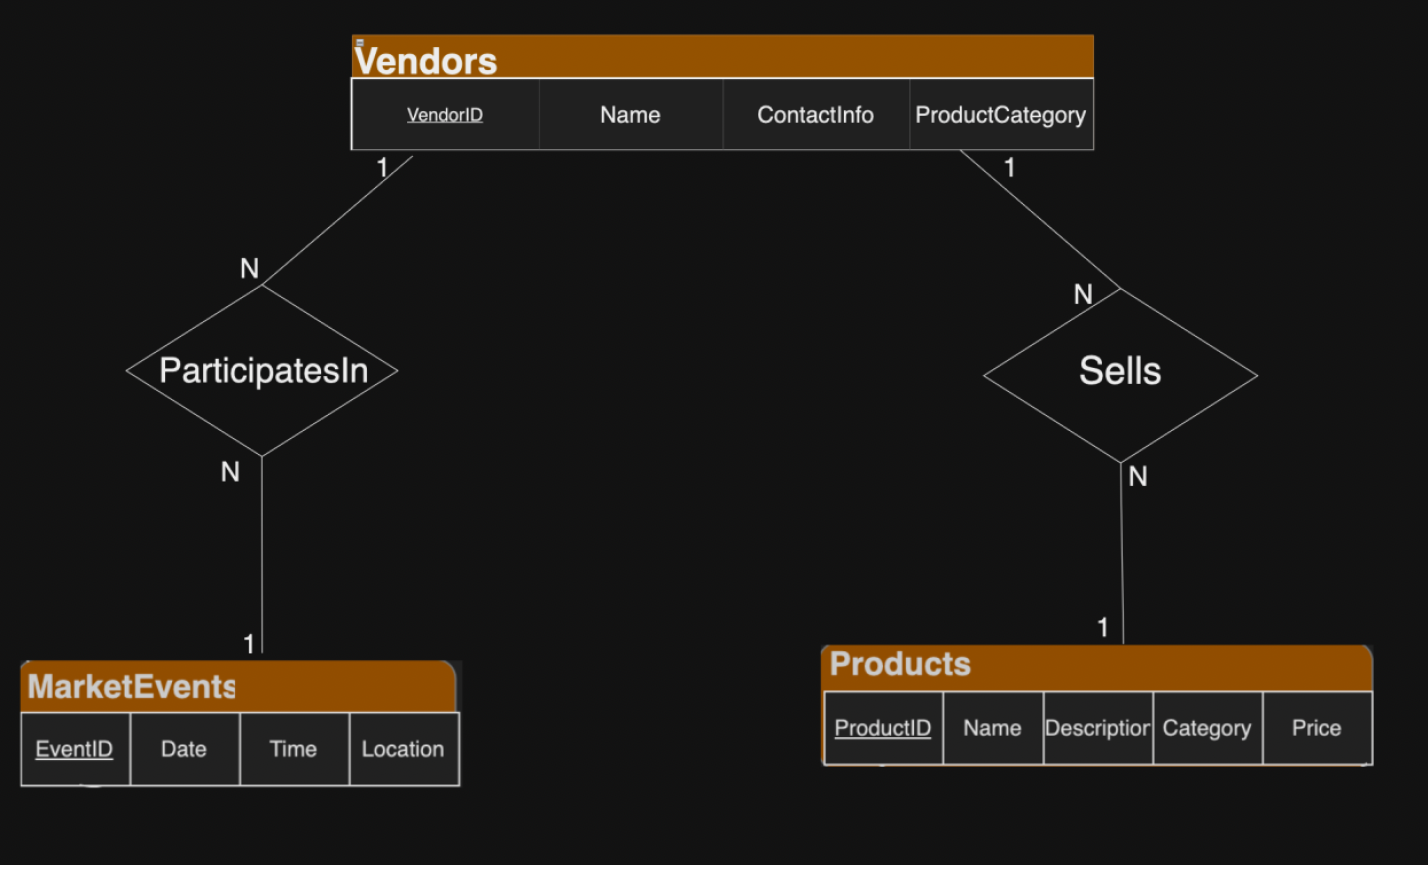 Vendors
VendorID Name ContactInfo ProductCategory
1 1
N
N
ParticipatesIn Sells
N N
1 1
MarketEvents Products
EventID Date Time Location ProductID Name Description Category Price